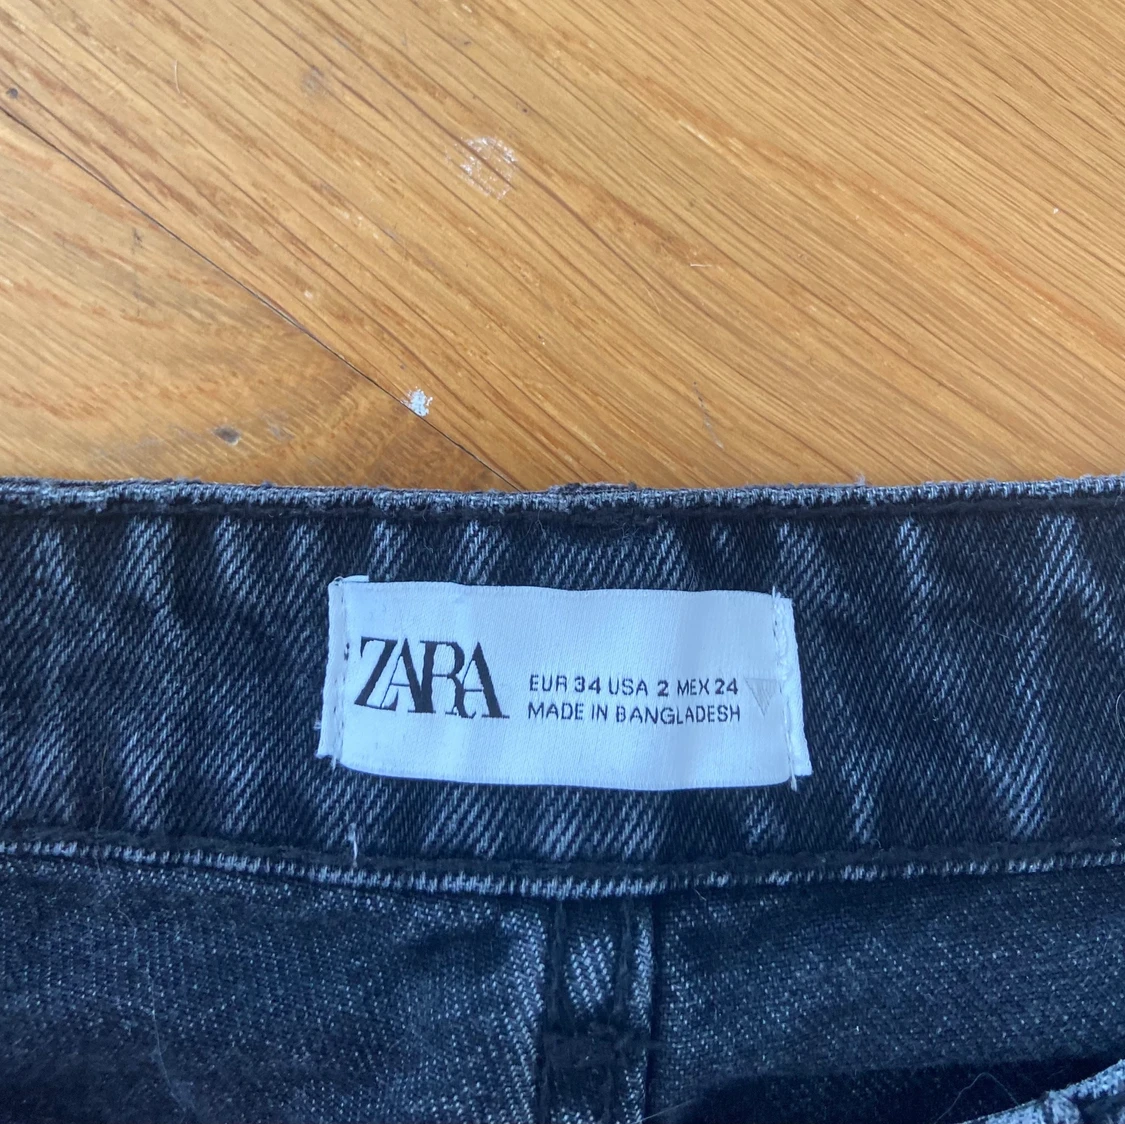 ZARA
EUR 34 USA 2 MEX 24
MADE IN BANGLADESH